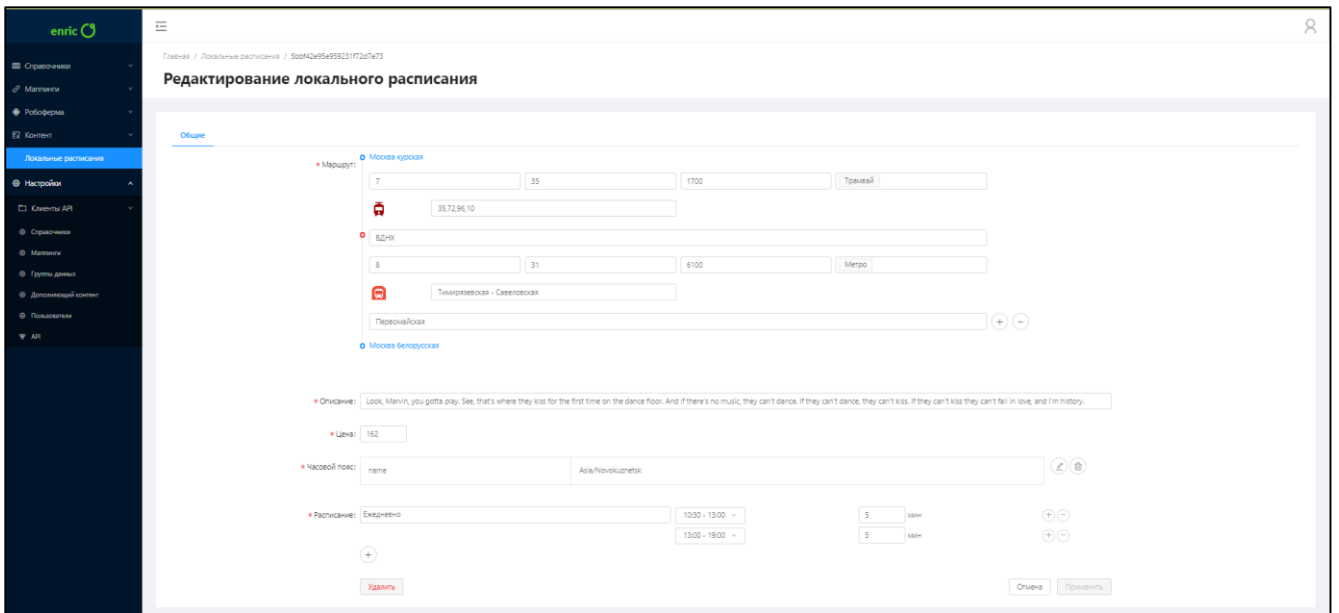 enric
Главная / Локальные расписания / 5bbf42e95e959231f72d7e73
Редактирование локального расписания
Справочники
Маппинги
Робоферма
Контент
Локальные расписания
Настройки
Клиенты API
Справочники
Маппинги
Группы данных
Дополняющий контент
Пользователи
API
Общие
* Маршрут:
Москва курская
7 35 1700 Трамвай
35,72,96,10
ВДНХ
8 31 6100 Метро
Тимирязевская - Савеловская
Первомайская
Москва белорусская
* Описание: Look, Marvin, you gotta play. See, that's where they kiss for the first time on the dance floor. And if there's no music, they can't dance. If they can't dance, they can't kiss. If they can't kiss they can't fall in love, and I'm history.
* Цена: 162
* Часовой пояс: name Asia/Novokuznetsk
* Расписание: Ежедневно 10:30 - 13:00 5 мин
13:00 - 19:00 5 мин
Удалить Отмена Применить